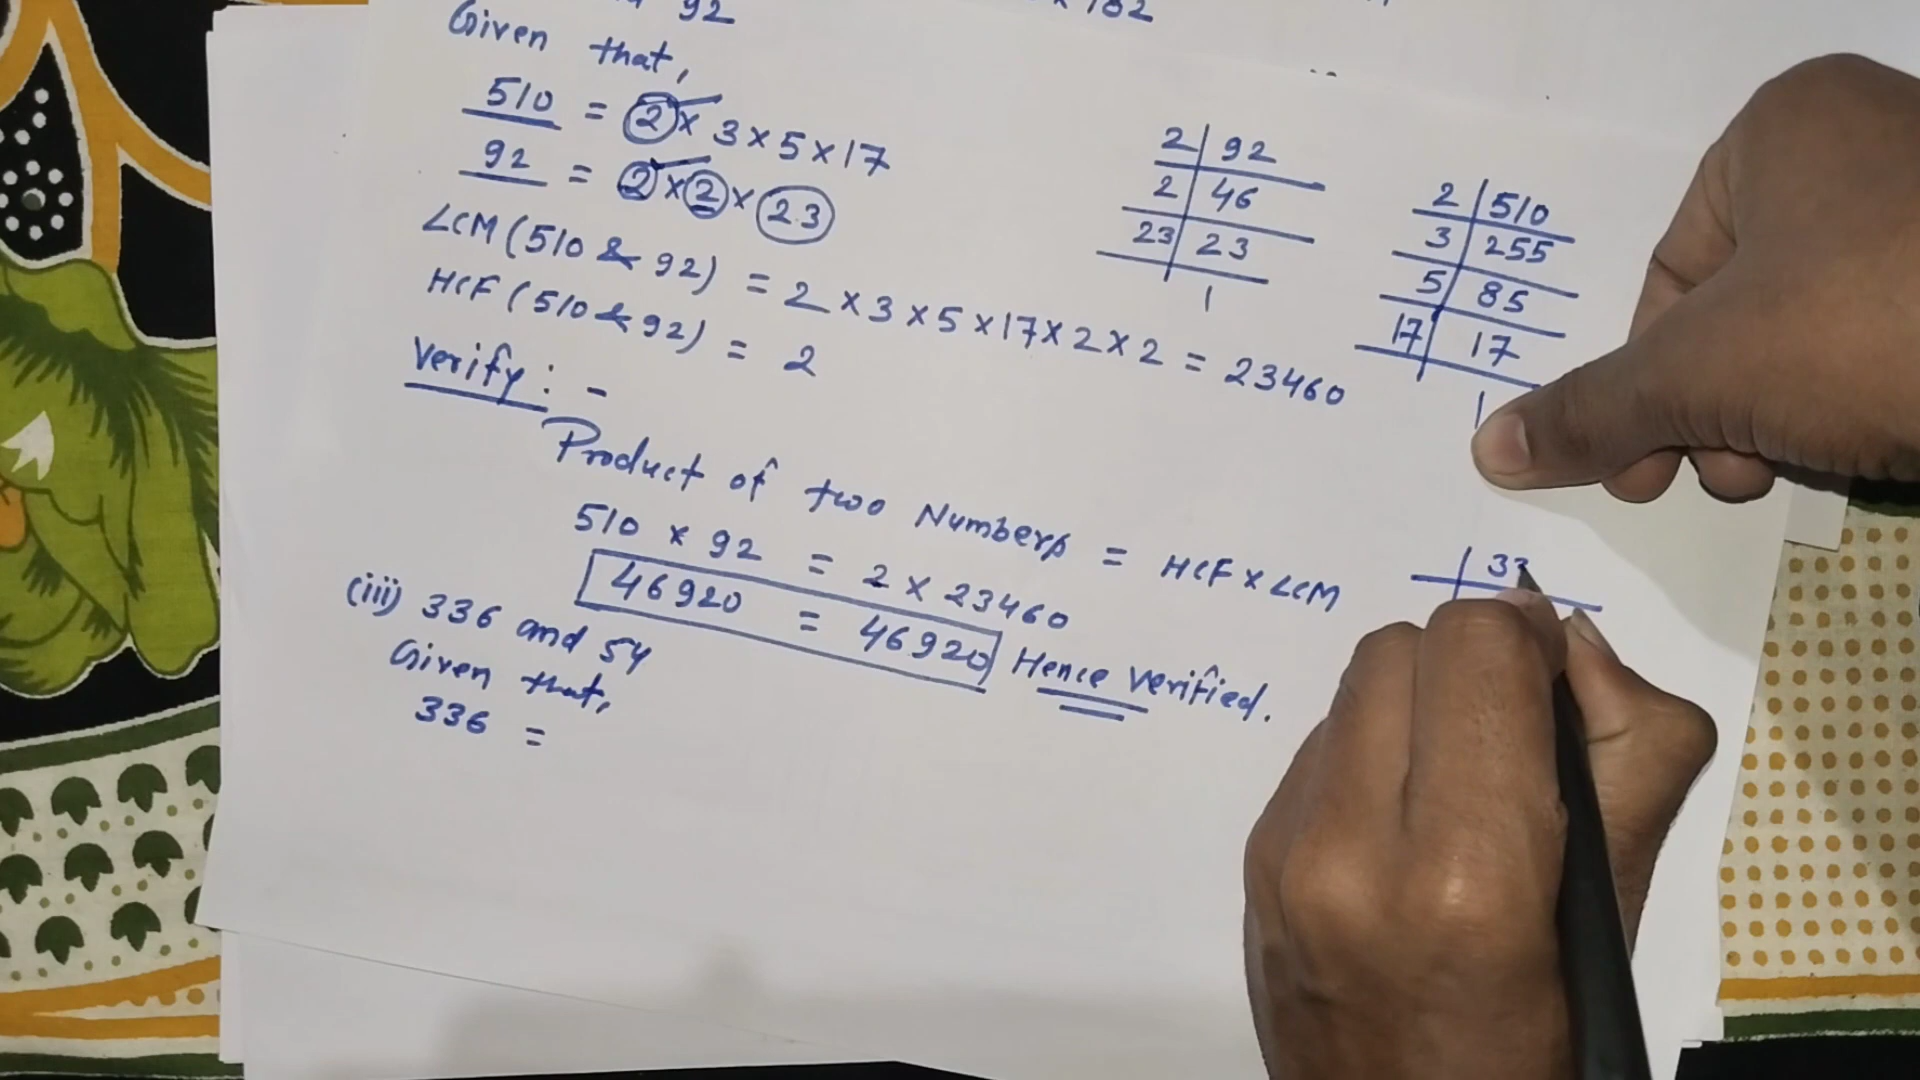 92
Given that,
510 = 2 × 3 × 5 × 17
92 = 2 × 2 × 23
LCM (510 & 92) = 2 × 3 × 5 × 17 × 2 × 2 = 23460
HCF (510 & 92) = 2
Verify : -
Product of two Numbers = HCF × LCM
510 × 92 = 2 × 23460
46920 = 46920 Hence verified.
(iii) 336 and 54
Given that,
336 =
2 92
2 46
23 23
1
2 510
3 255
5 85
17 17
1
33